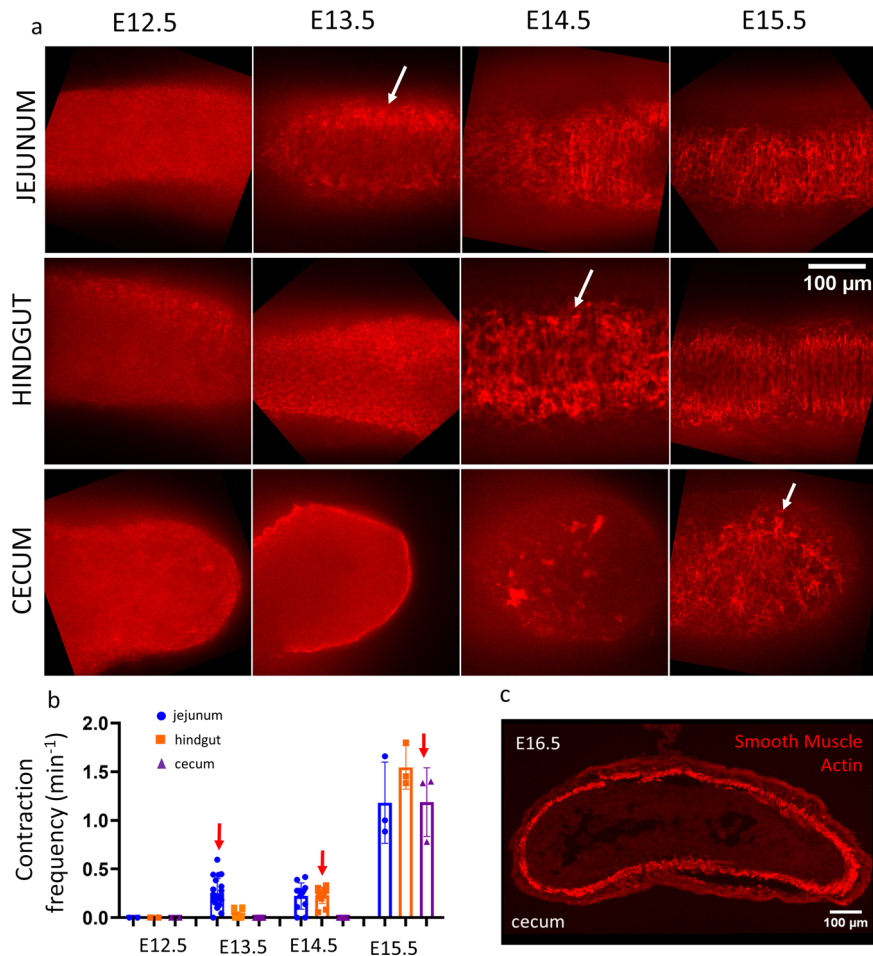 a
E12.5 E13.5 E14.5 E15.5
JEJUNUM
HINDGUT
100 µm
CECUM
b
Contraction
frequency (min⁻¹)
2.0
1.5
1.0
0.5
0.0
jejunum
hindgut
cecum
E12.5 E13.5 E14.5 E15.5
c
E16.5
Smooth Muscle
Actin
cecum
100 µm